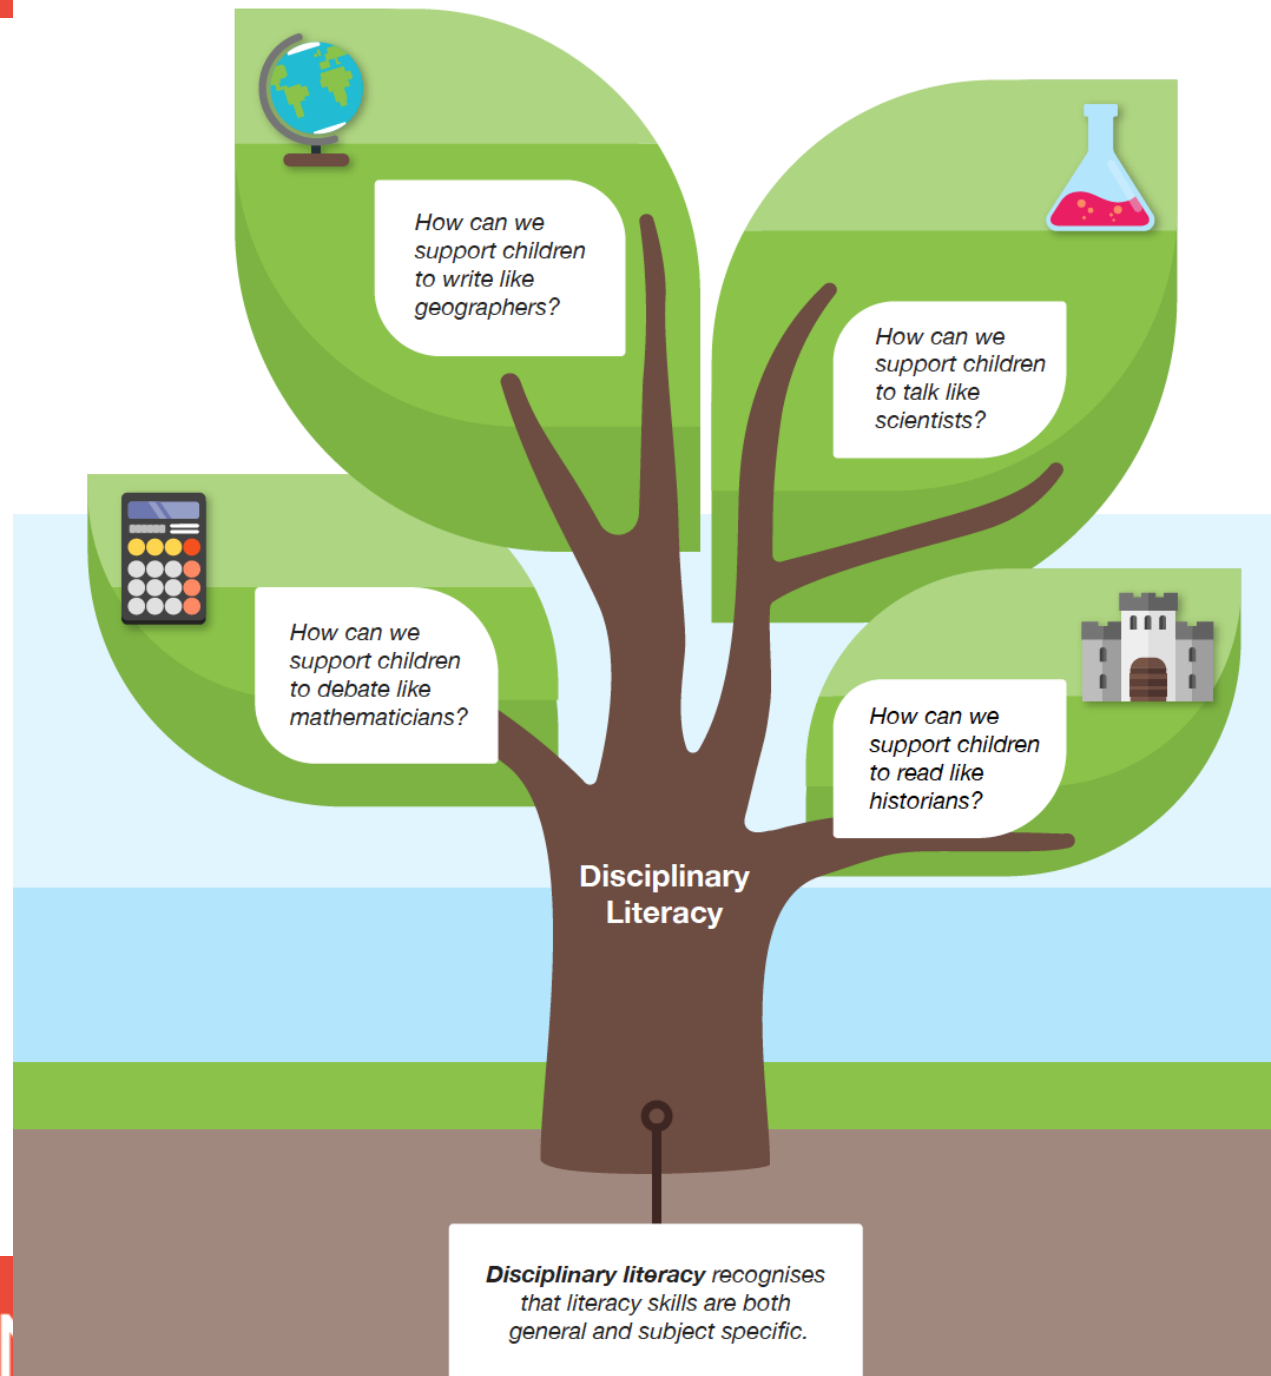 How can we
support children
to write like
geographers?
How can we
support children
to talk like
scientists?
How can we
support children
to debate like
mathematicians?
How can we
support children
to read like
historians?
Disciplinary
Literacy
Disciplinary literacy recognises
that literacy skills are both
general and subject specific.